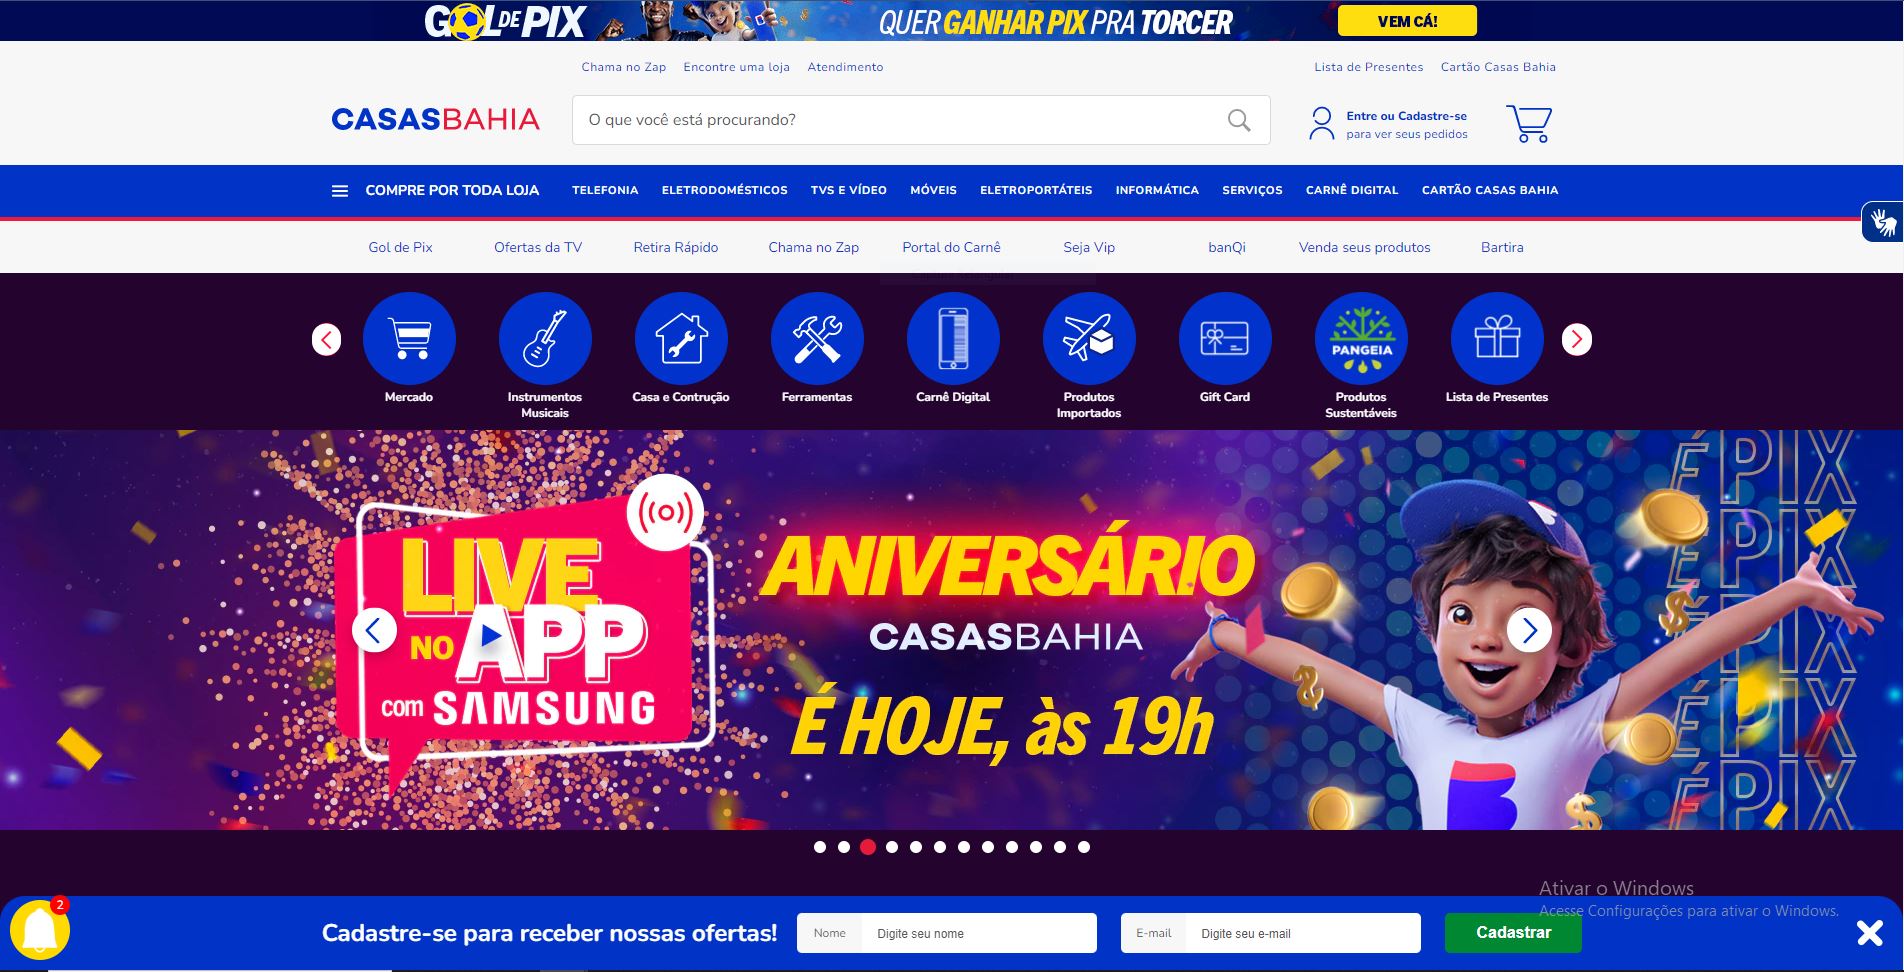 GOL DE PIX
QUER GANHAR PIX PRA TORCER
VEM CÁ!
Chama no Zap Encontre uma loja Atendimento
Lista de Presentes Cartão Casas Bahia
CASASBAHIA
O que você está procurando?
Entre ou Cadastre-se
para ver seus pedidos
COMPRE POR TODA LOJA TELEFONIA ELETRODOMÉSTICOS TVS E VÍDEO MÓVEIS ELETROPORTÁTEIS INFORMÁTICA SERVIÇOS CARNÊ DIGITAL CARTÃO CASAS BAHIA
Gol de Pix Ofertas da TV Retira Rápido Chama no Zap Portal do Carnê Seja Vip banQi Venda seus produtos Bartira
PANGEIA
Mercado
Instrumentos
Musicais
Casa e Contrução
Ferramentas
Carnê Digital
Produtos
Importados
Gift Card
Produtos
Sustentáveis
Lista de Presentes
LIVE
NO APP
com SAMSUNG
ANIVERSÁRIO
CASASBAHIA
É HOJE, às 19h
É PIX
É PIX
É PIX
É PIX
É PIX
B
Ativar o Windows
Acesse Configurações para ativar o Windows.
2
Cadastre-se para receber nossas ofertas!
Nome Digite seu nome
E-mail Digite seu e-mail
Cadastrar